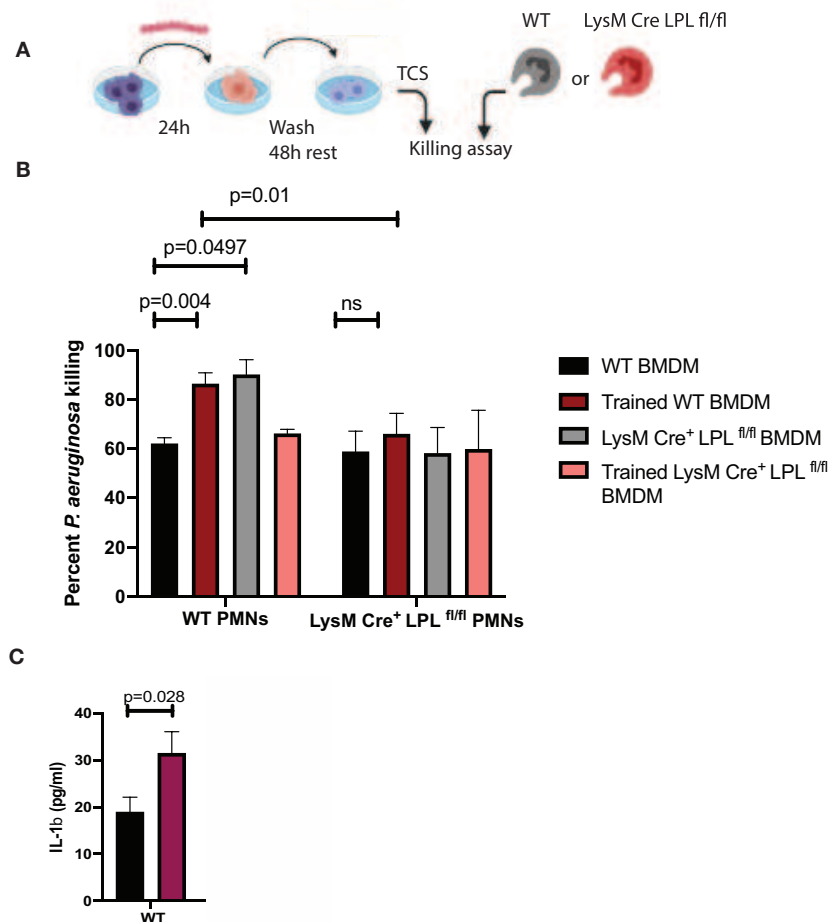 A
WT
LysM Cre LPL fl/fl
or
TCS
24h
Wash
48h rest
Killing assay
B
p=0.01
p=0.0497
p=0.004
ns
Percent P. aeruginosa killing
100
80
60
40
20
0
WT PMNs
LysM Cre+ LPL fl/fl PMNs
WT BMDM
Trained WT BMDM
LysM Cre+ LPL fl/fl BMDM
Trained LysM Cre+ LPL fl/fl
BMDM
C
p=0.028
IL-1b (pg/ml)
40
30
20
10
0
WT